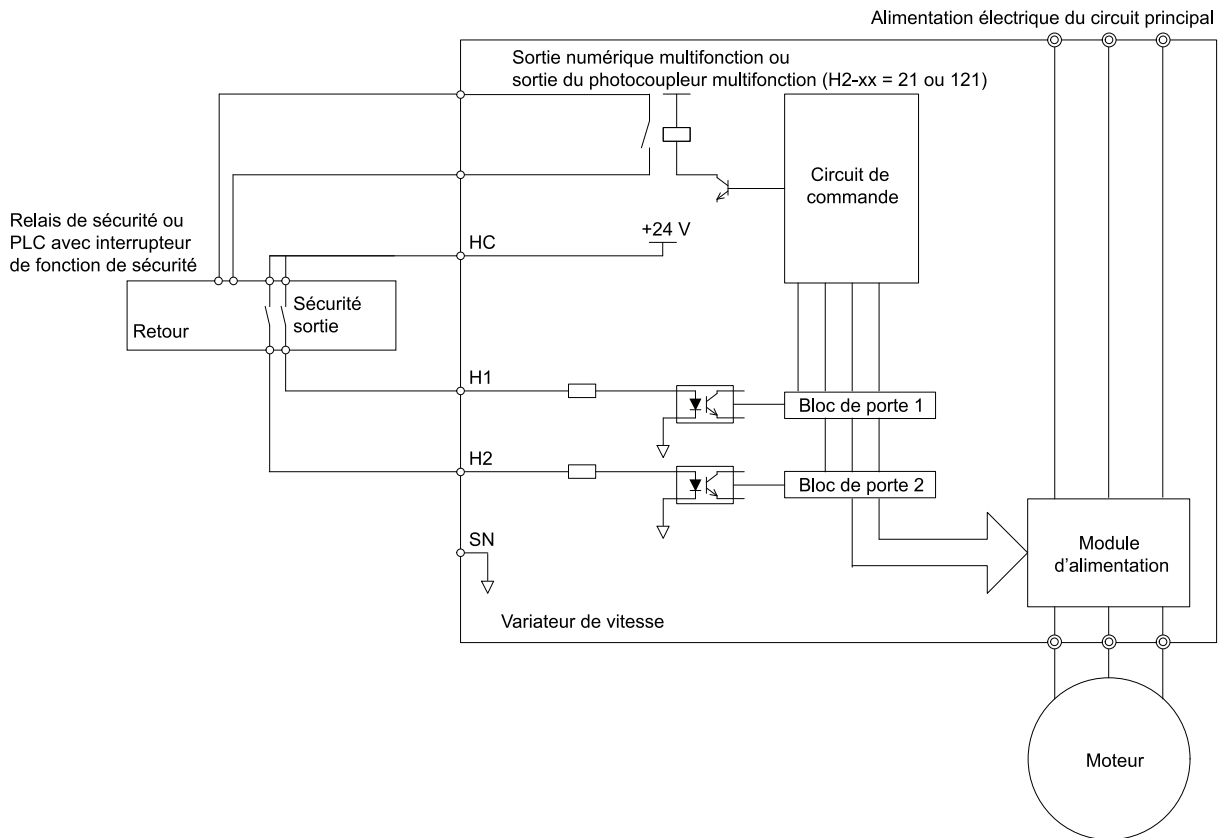 Alimentation électrique du circuit principal
Sortie numérique multifonction ou
sortie du photocoupleur multifonction (H2-xx = 21 ou 121)
Circuit de
commande
Relais de sécurité ou
PLC avec interrupteur
de fonction de sécurité
HC
+24 V
Sécurité
sortie
Retour
H1
Bloc de porte 1
H2
Bloc de porte 2
SN
Module
d'alimentation
Variateur de vitesse
Moteur